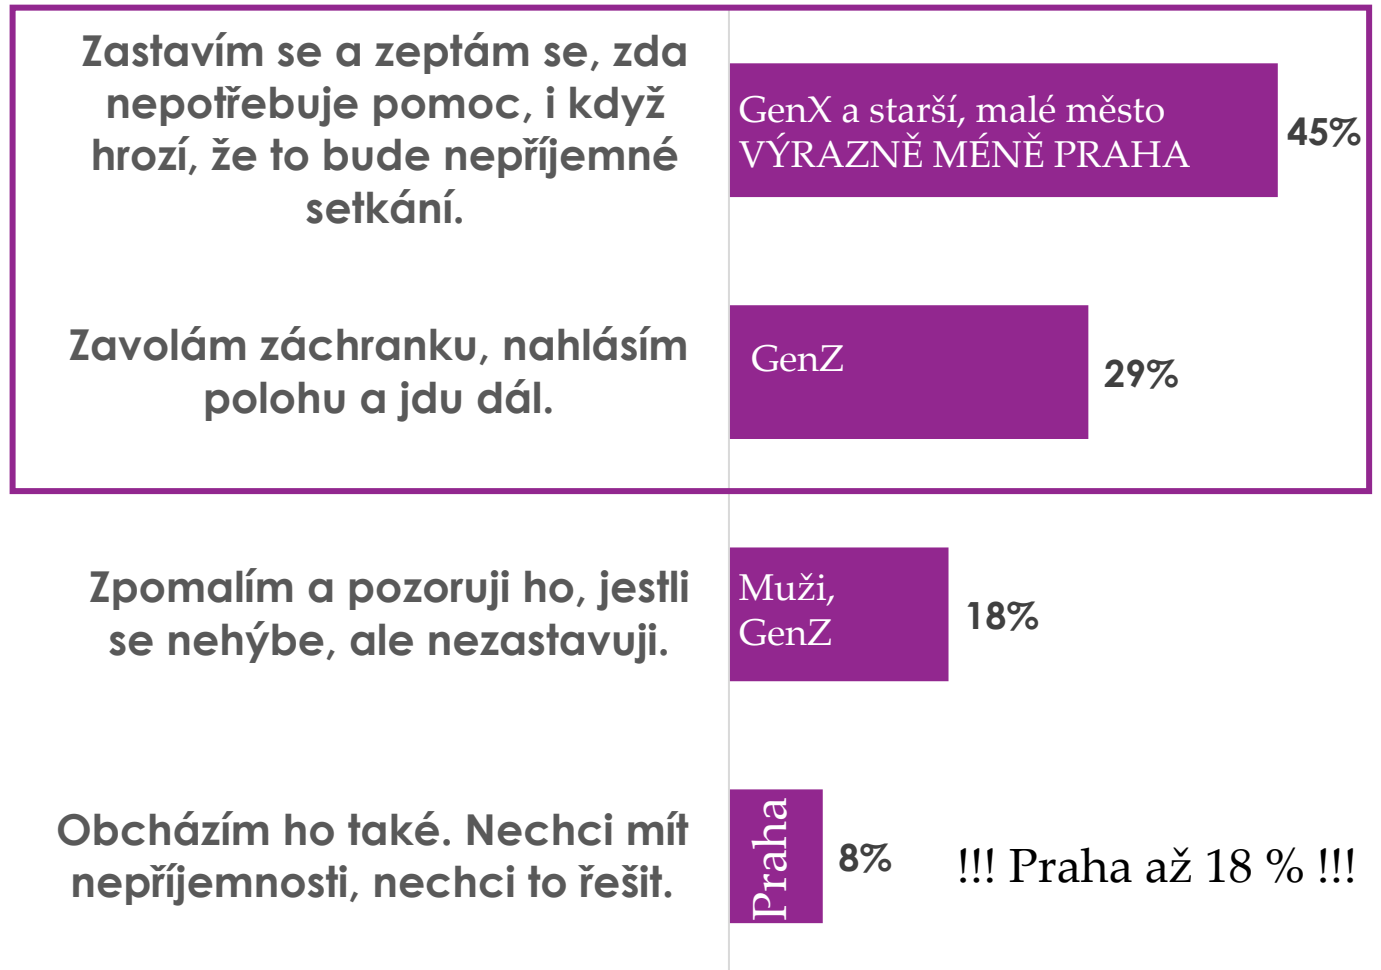 Zastavím se a zeptám se, zda
nepotřebuje pomoc, i když
hrozí, že to bude nepříjemné
setkání.
GenX a starší, malé město
VÝRAZNĚ MÉNĚ PRAHA
45%
Zavolám záchranku, nahlásím
polohu a jdu dál.
GenZ
29%
Zpomalím a pozoruji ho, jestli
se nehýbe, ale nezastavuji.
Muži,
GenZ
18%
Obcházím ho také. Nechci mít
nepříjemnosti, nechci to řešit.
Praha
8%
!!! Praha až 18 % !!!